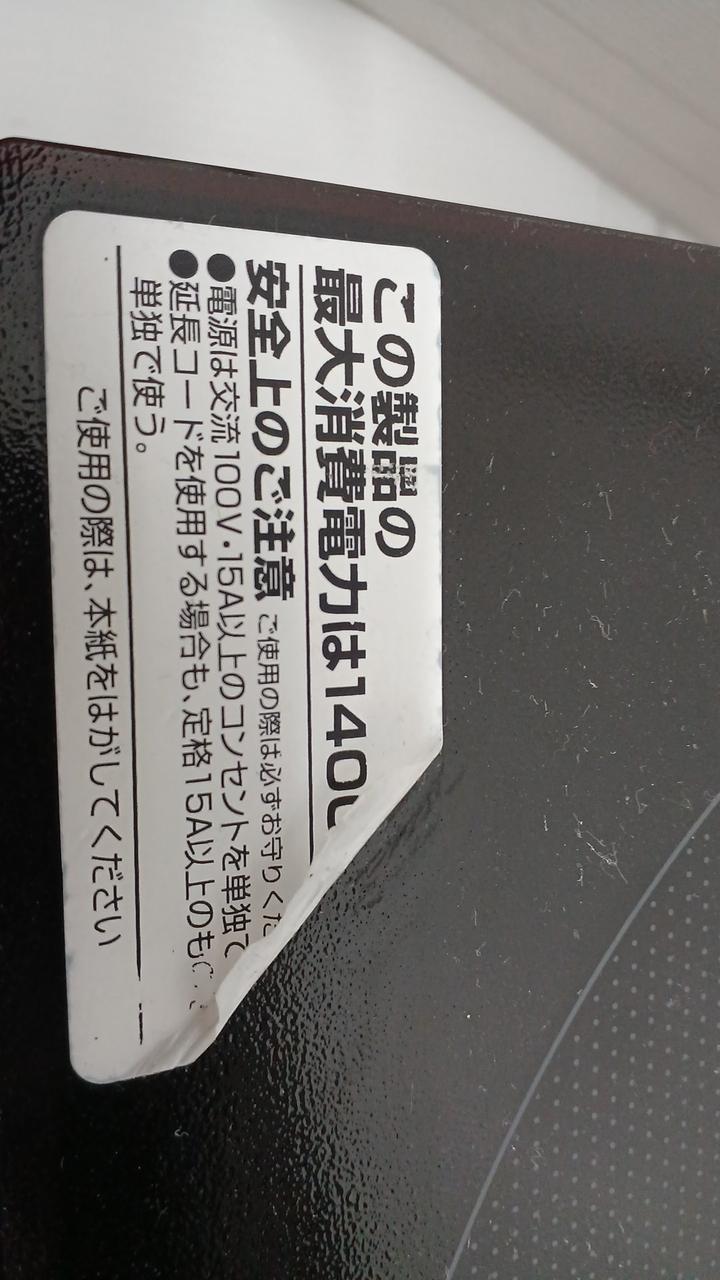 この製品の
最大消費電力は140
安全上のご注意 ご使用の際は必ずお守りくだ
●電源は交流100V・15A以上のコンセントを単独で
●延長コードを使用する場合も、定格15A以上のも
単独で使う。
ご使用の際は、本紙をはがしてください